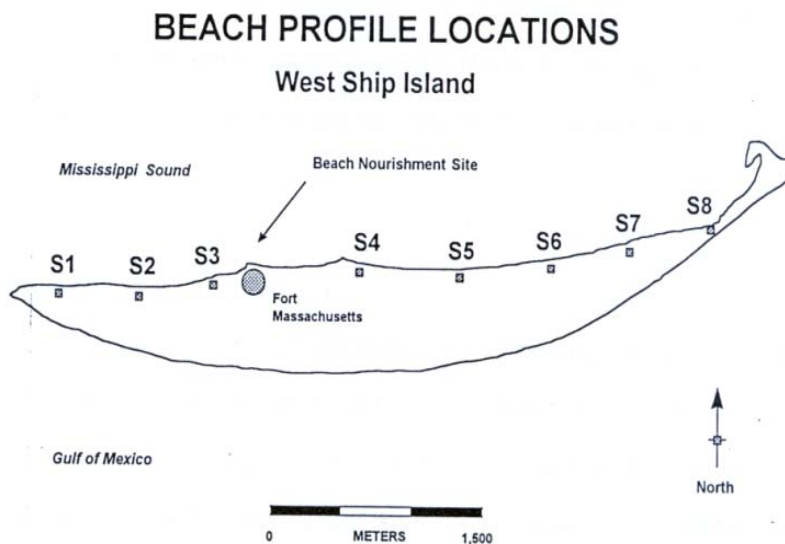 BEACH PROFILE LOCATIONS
West Ship Island
Mississippi Sound
Beach Nourishment Site
S1
S2
S3
S4
S5
S6
S7
S8
Fort
Massachusetts
Gulf of Mexico
North
0 METERS 1,500